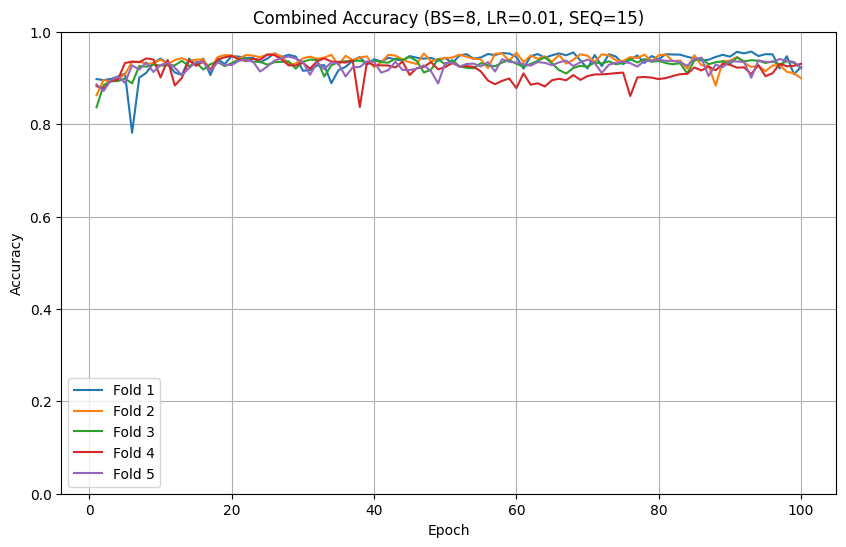 Combined Accuracy (BS=8, LR=0.01, SEQ=15)
1.0
0.8
0.6
0.4
0.2
0.0
Accuracy
Fold 1
Fold 2
Fold 3
Fold 4
Fold 5
0 20 40 60 80 100
Epoch